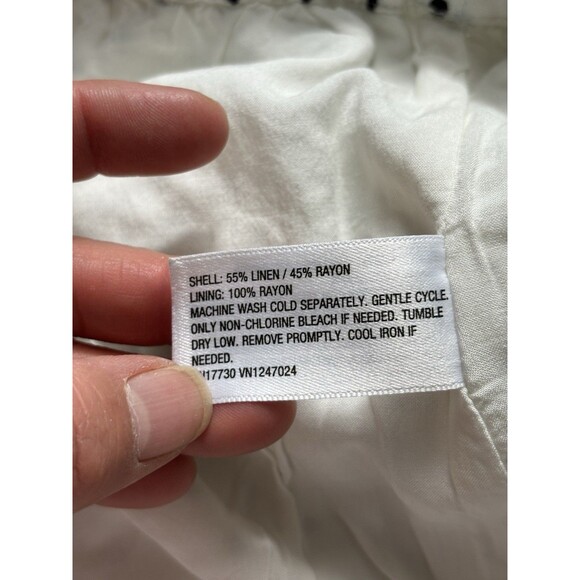 SHELL: 55% LINEN / 45% RAYON
LINING: 100% RAYON
MACHINE WASH COLD SEPARATELY. GENTLE CYCLE.
ONLY NON-CHLORINE BLEACH IF NEEDED. TUMBLE
DRY LOW. REMOVE PROMPTLY. COOL IRON IF
NEEDED.
VN1247024